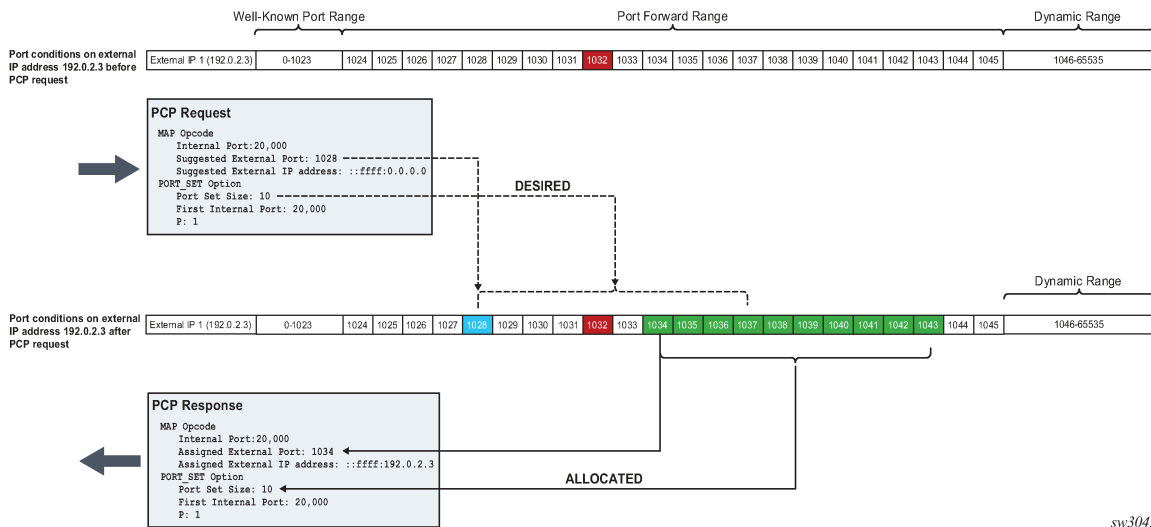 Well-Known Port Range Port Forward Range Dynamic Range
Port conditions on external
IP address 192.0.2.3 before
PCP request
External IP 1 (192.0.2.3) 0-1023 1024 1025 1026 1027 1028 1029 1030 1031 1032 1033 1034 1035 1036 1037 1038 1039 1040 1041 1042 1043 1044 1045 1046-65535
PCP Request
MAP Opcode
Internal Port:20,000
Suggested External Port: 1028
Suggested External IP address: ::ffff:0.0.0.0
PORT_SET Option
Port Set Size: 10
First Internal Port: 20,000
P: 1
DESIRED
Dynamic Range
Port conditions on external
IP address 192.0.2.3 after
PCP request
External IP 1 (192.0.2.3) 0-1023 1024 1025 1026 1027 1028 1029 1030 1031 1032 1033 1034 1035 1036 1037 1038 1039 1040 1041 1042 1043 1044 1045 1046-65535
PCP Response
MAP Opcode
Internal Port:20,000
Assigned External Port: 1034
Assigned External IP address: ::ffff:192.0.2.3
PORT_SET Option
Port Set Size: 10
First Internal Port: 20,000
P: 1
ALLOCATED